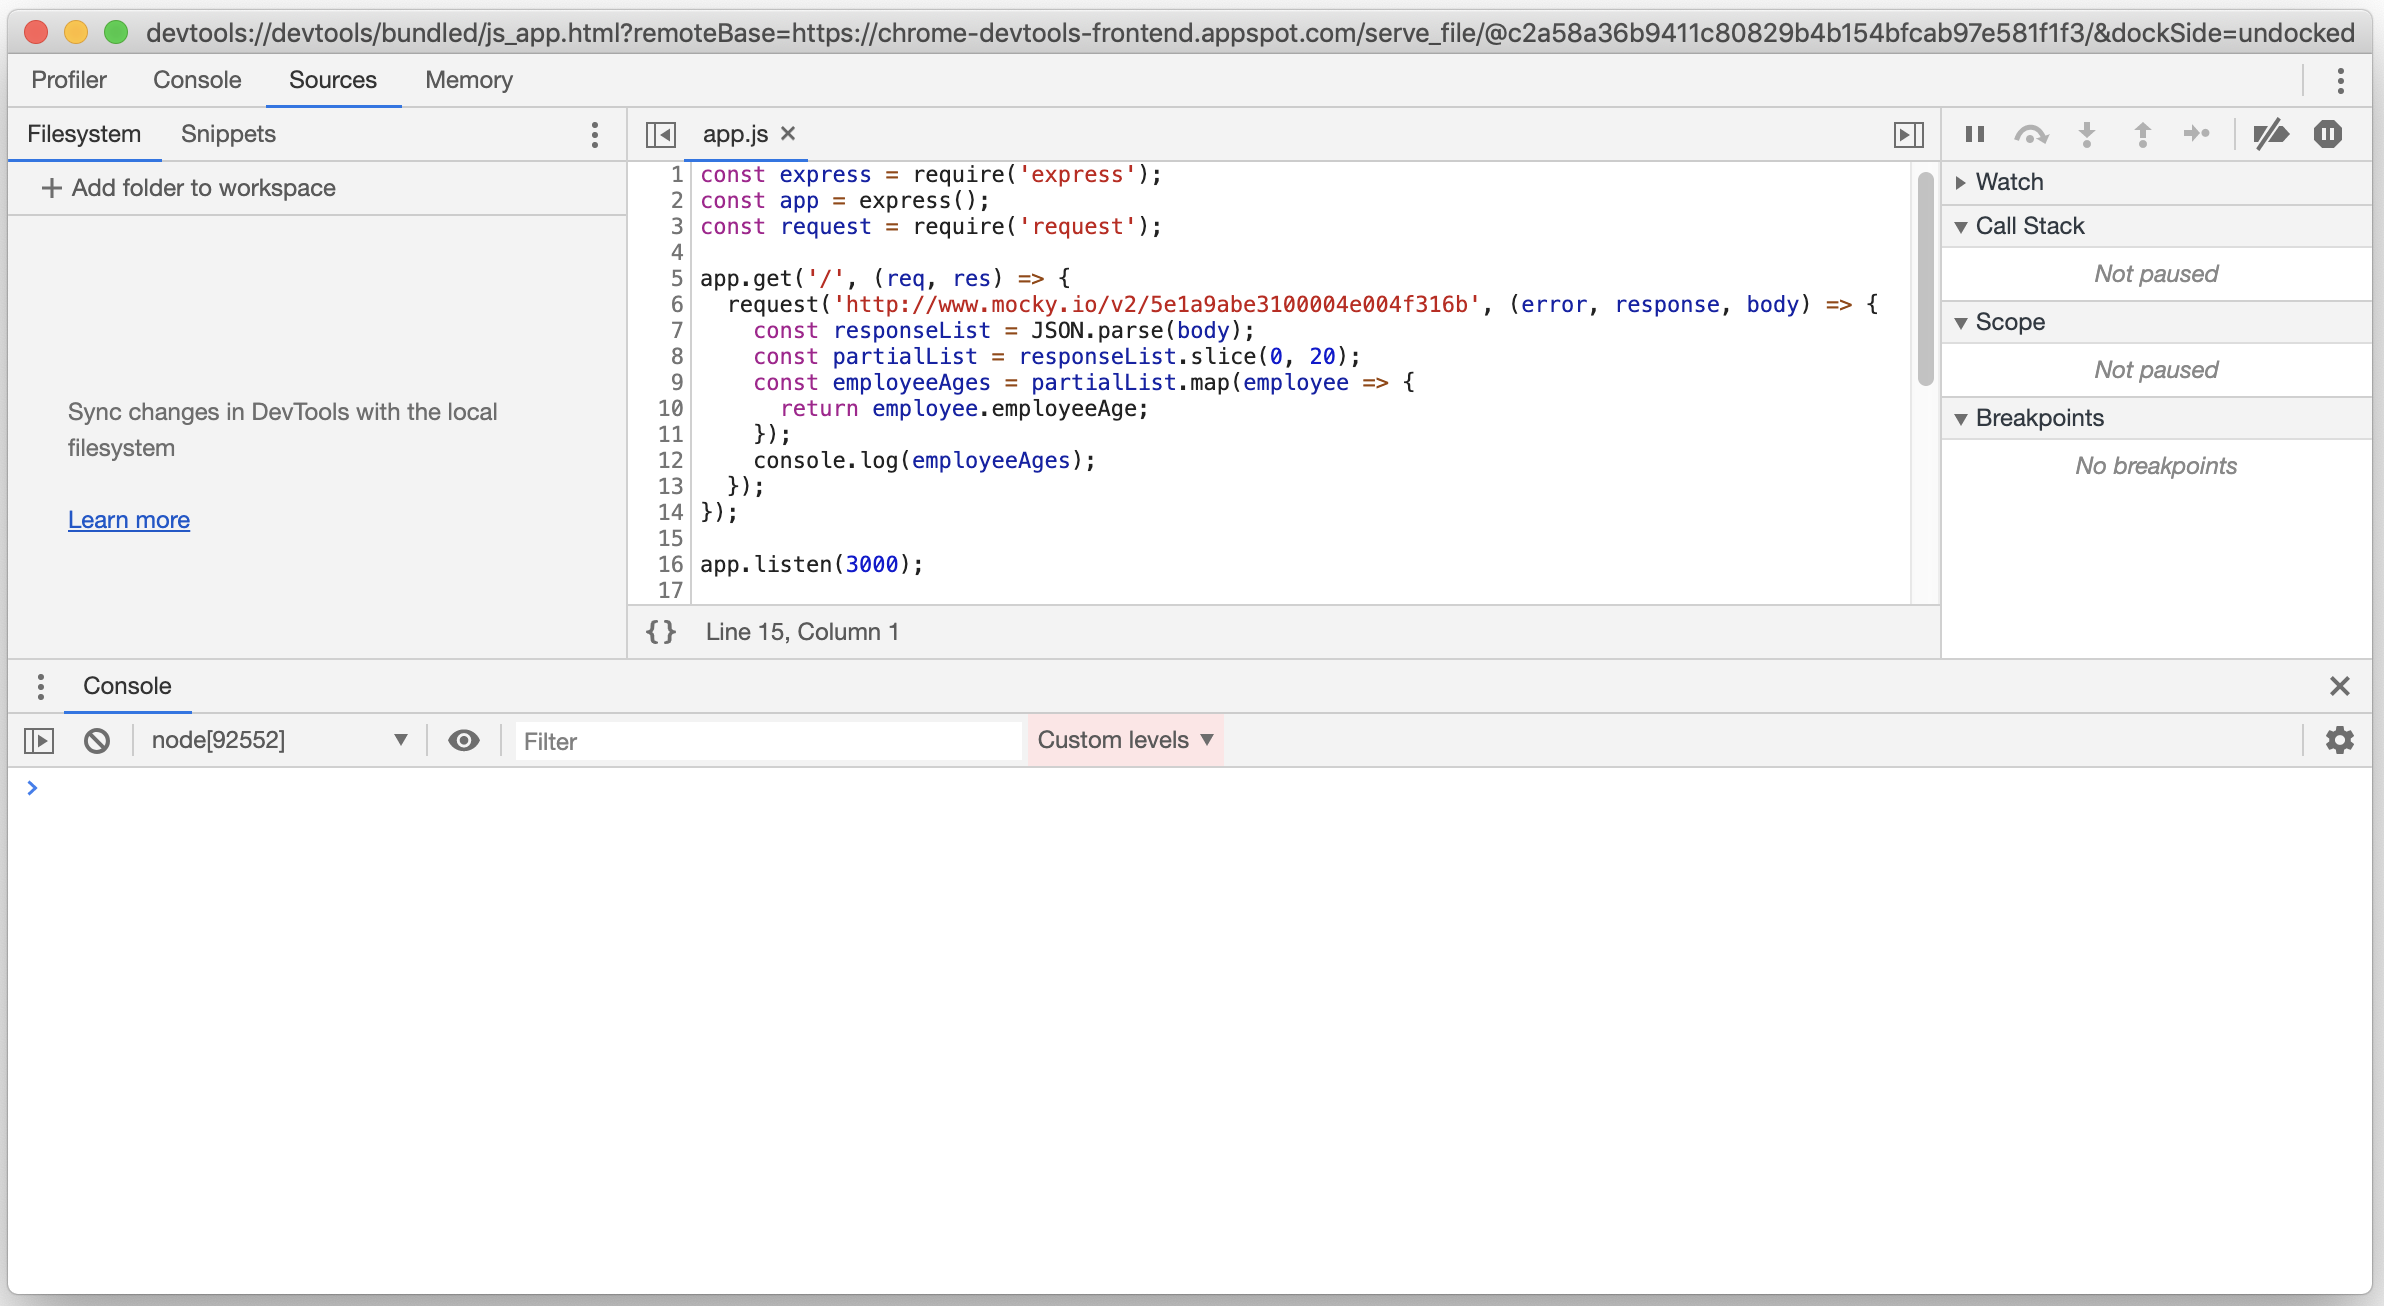 devtools://devtools/bundled/js_app.html?remoteBase=https://chrome-devtools-frontend.appspot.com/serve_file/@c2a58a36b9411c80829b4b154bfcab97e581f1f3/&dockSide=undocked
Profiler Console Sources Memory
Filesystem Snippets
+ Add folder to workspace
Sync changes in DevTools with the local
filesystem
Learn more
app.js ×
1 const express = require('express');
2 const app = express();
3 const request = require('request');
4
5 app.get('/', (req, res) => {
6   request('http://www.mocky.io/v2/5e1a9abe3100004e004f316b', (error, response, body) => {
7     const responseList = JSON.parse(body);
8     const partialList = responseList.slice(0, 20);
9     const employeeAges = partialList.map(employee => {
10       return employee.employeeAge;
11     });
12     console.log(employeeAges);
13   });
14 });
15
16 app.listen(3000);
17
{} Line 15, Column 1
Watch
Call Stack
Not paused
Scope
Not paused
Breakpoints
No breakpoints
Console
node[92552] Filter Custom levels